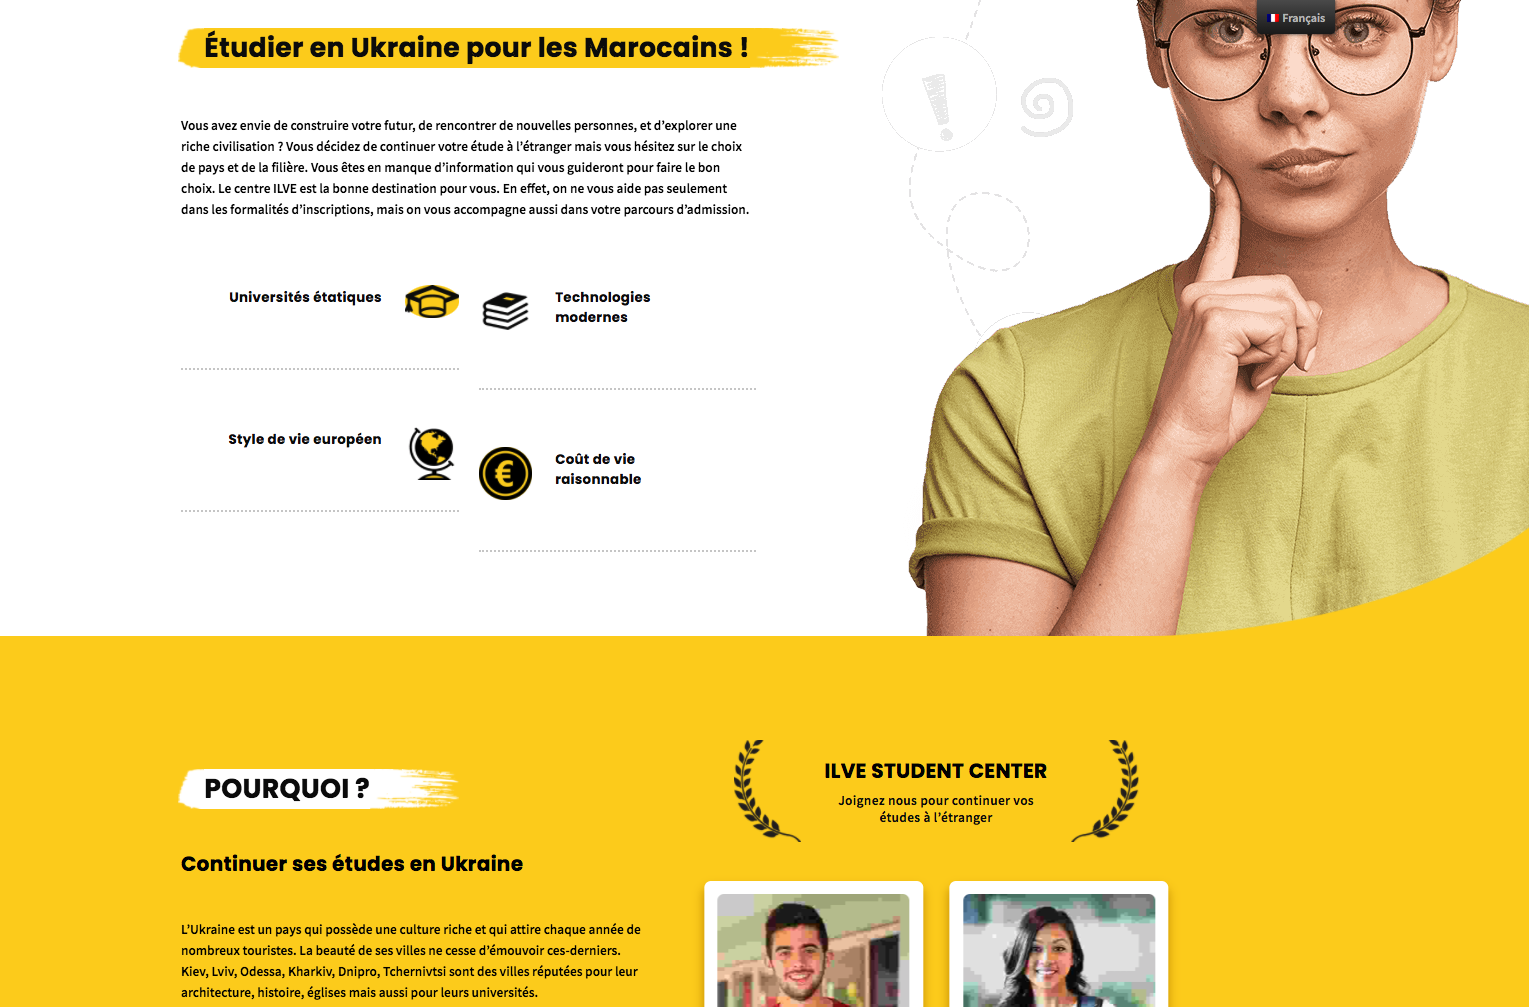 Français
Étudier en Ukraine pour les Marocains !
Vous avez envie de construire votre futur, de rencontrer de nouvelles personnes, et d’explorer une
riche civilisation ? Vous décidez de continuer votre étude à l’étranger mais vous hésitez sur le choix
de pays et de la filière. Vous êtes en manque d’information qui vous guideront pour faire le bon
choix. Le centre ILVE est la bonne destination pour vous. En effet, on ne vous aide pas seulement
dans les formalités d’inscriptions, mais on vous accompagne aussi dans votre parcours d’admission.
Universités étatiques
Technologies
modernes
Style de vie européen
Coût de vie
raisonnable
POURQUOI ?
Continuer ses études en Ukraine
L’Ukraine est un pays qui possède une culture riche et qui attire chaque année de
nombreux touristes. La beauté de ses villes ne cesse d’émouvoir ces-derniers.
Kiev, Lviv, Odessa, Kharkiv, Dnipro, Tchernivtsi sont des villes réputées pour leur
architecture, histoire, églises mais aussi pour leurs universités.
ILVE STUDENT CENTER
Joignez nous pour continuer vos
études à l’étranger